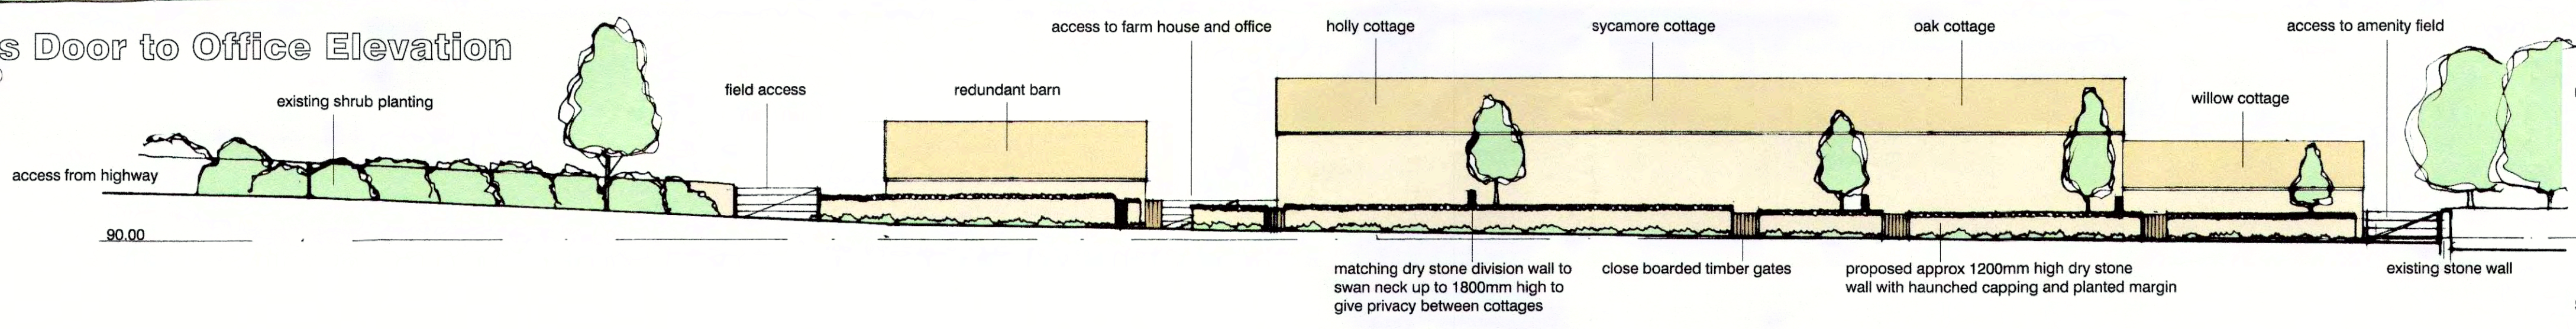 s Door to Office Elevation
existing shrub planting
access from highway
90.00
field access
redundant barn
access to farm house and office
holly cottage
sycamore cottage
oak cottage
willow cottage
access to amenity field
matching dry stone division wall to
swan neck up to 1800mm high to
give privacy between cottages
close boarded timber gates
proposed approx 1200mm high dry stone
wall with haunched capping and planted margin
existing stone wall